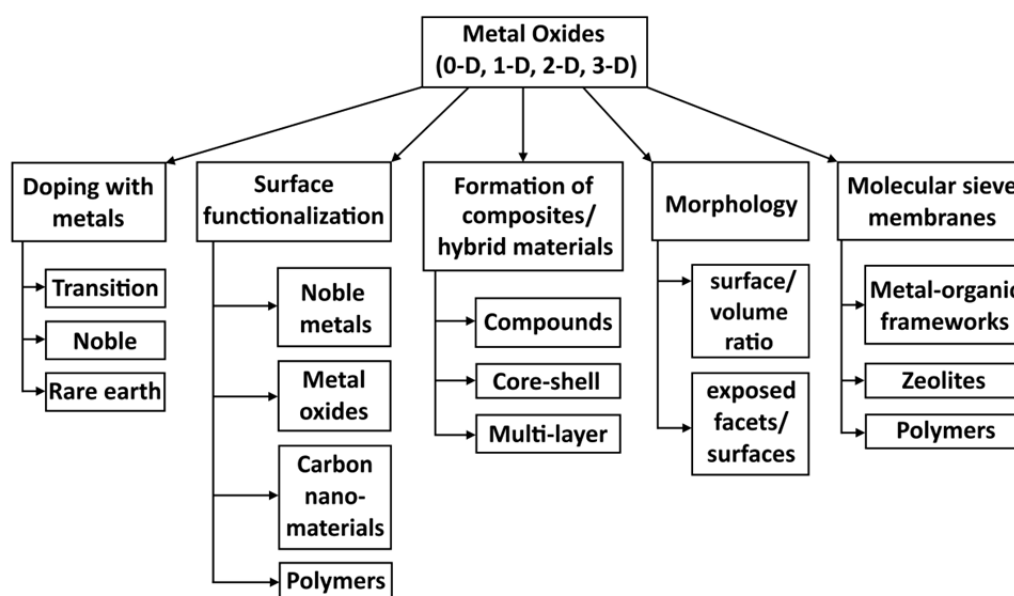 Metal Oxides
(0-D, 1-D, 2-D, 3-D)
Doping with
metals
Transition
Noble
Rare earth
Surface
functionalization
Noble
metals
Metal
oxides
Carbon
nano-
materials
Polymers
Formation of
composites/
hybrid materials
Compounds
Core-shell
Multi-layer
Morphology
surface/
volume
ratio
exposed
facets/
surfaces
Molecular sieve
membranes
Metal-organic
frameworks
Zeolites
Polymers